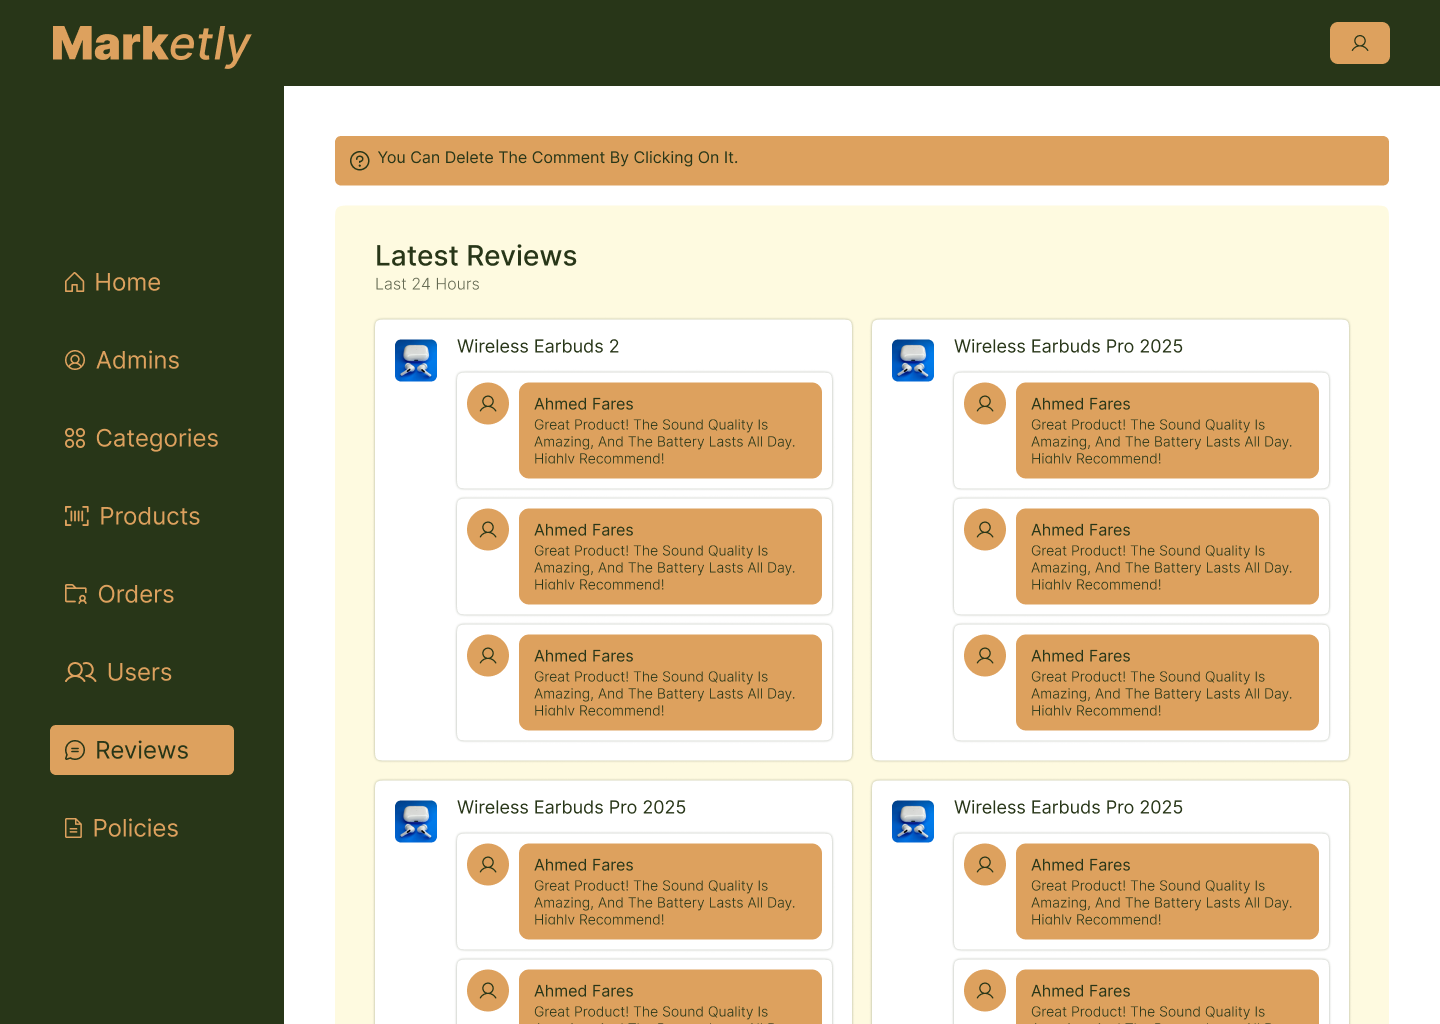 Marketly
You Can Delete The Comment By Clicking On It.
Home
Admins
Categories
Products
Orders
Users
Reviews
Policies
Latest Reviews
Last 24 Hours
Wireless Earbuds 2
Ahmed Fares
Great Product! The Sound Quality Is
Amazing, And The Battery Lasts All Day.
Highly Recommend!
Ahmed Fares
Great Product! The Sound Quality Is
Amazing, And The Battery Lasts All Day.
Highly Recommend!
Ahmed Fares
Great Product! The Sound Quality Is
Amazing, And The Battery Lasts All Day.
Highly Recommend!
Wireless Earbuds Pro 2025
Ahmed Fares
Great Product! The Sound Quality Is
Amazing, And The Battery Lasts All Day.
Highly Recommend!
Ahmed Fares
Great Product! The Sound Quality Is
Amazing, And The Battery Lasts All Day.
Highly Recommend!
Ahmed Fares
Great Product! The Sound Quality Is
Amazing, And The Battery Lasts All Day.
Highly Recommend!
Wireless Earbuds Pro 2025
Ahmed Fares
Great Product! The Sound Quality Is
Amazing, And The Battery Lasts All Day.
Highly Recommend!
Ahmed Fares
Great Product! The Sound Quality Is
Wireless Earbuds Pro 2025
Ahmed Fares
Great Product! The Sound Quality Is
Amazing, And The Battery Lasts All Day.
Highly Recommend!
Ahmed Fares
Great Product! The Sound Quality Is